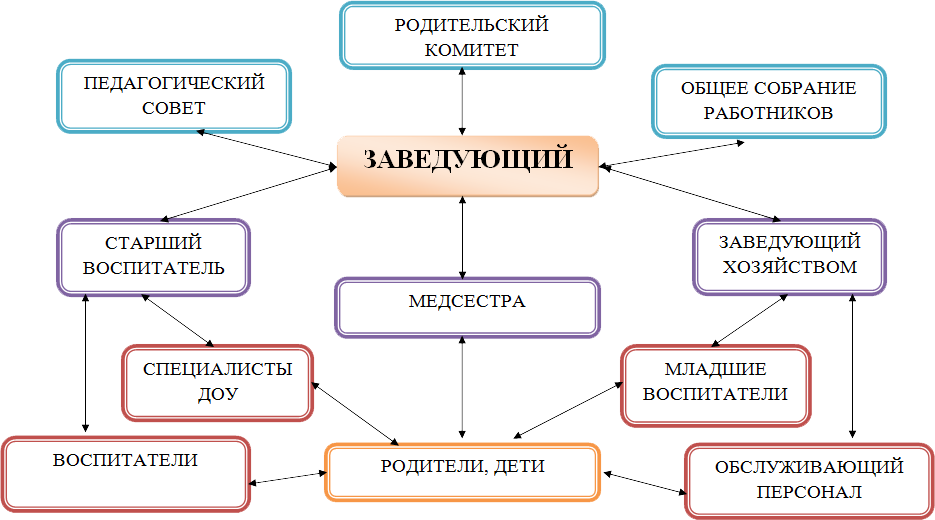 РОДИТЕЛЬСКИЙ
КОМИТЕТ
ПЕДАГОГИЧЕСКИЙ
СОВЕТ
ОБЩЕЕ СОБРАНИЕ
РАБОТНИКОВ
ЗАВЕДУЮЩИЙ
СТАРШИЙ
ВОСПИТАТЕЛЬ
ЗАВЕДУЮЩИЙ
ХОЗЯЙСТВОМ
МЕДСЕСТРА
СПЕЦИАЛИСТЫ
ДОУ
МЛАДШИЕ
ВОСПИТАТЕЛИ
ВОСПИТАТЕЛИ
РОДИТЕЛИ, ДЕТИ
ОБСЛУЖИВАЮЩИЙ
ПЕРСОНАЛ